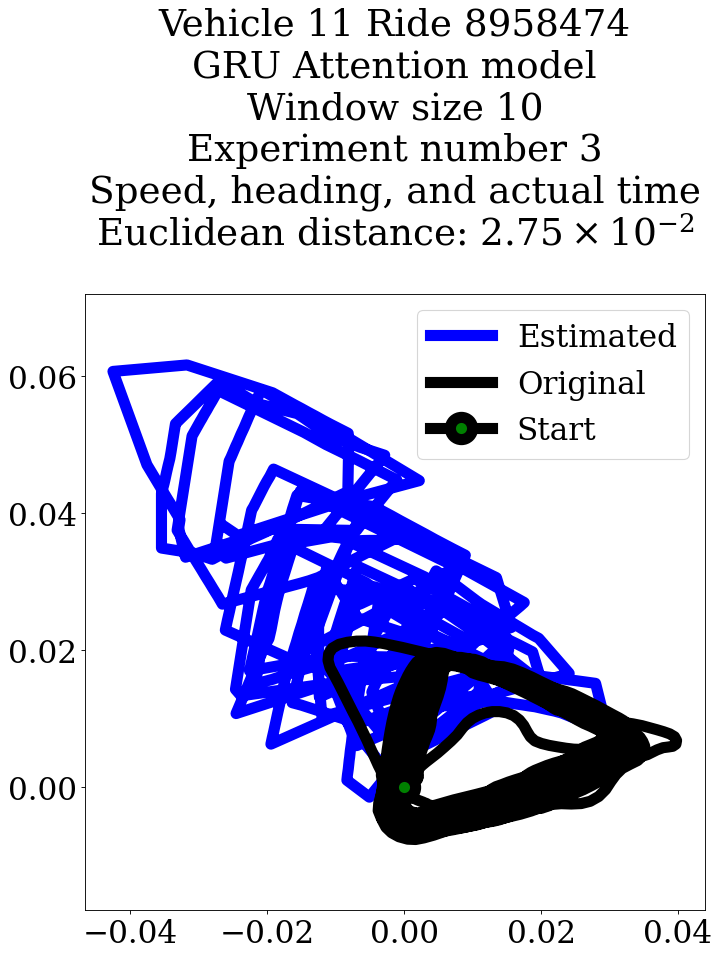 Vehicle 11 Ride 8958474
GRU Attention model
Window size 10
Experiment number 3
Speed, heading, and actual time
Euclidean distance: 2.75 × 10⁻²
Estimated
Original
Start
0.06
0.04
0.02
0.00
−0.04 −0.02 0.00 0.02 0.04